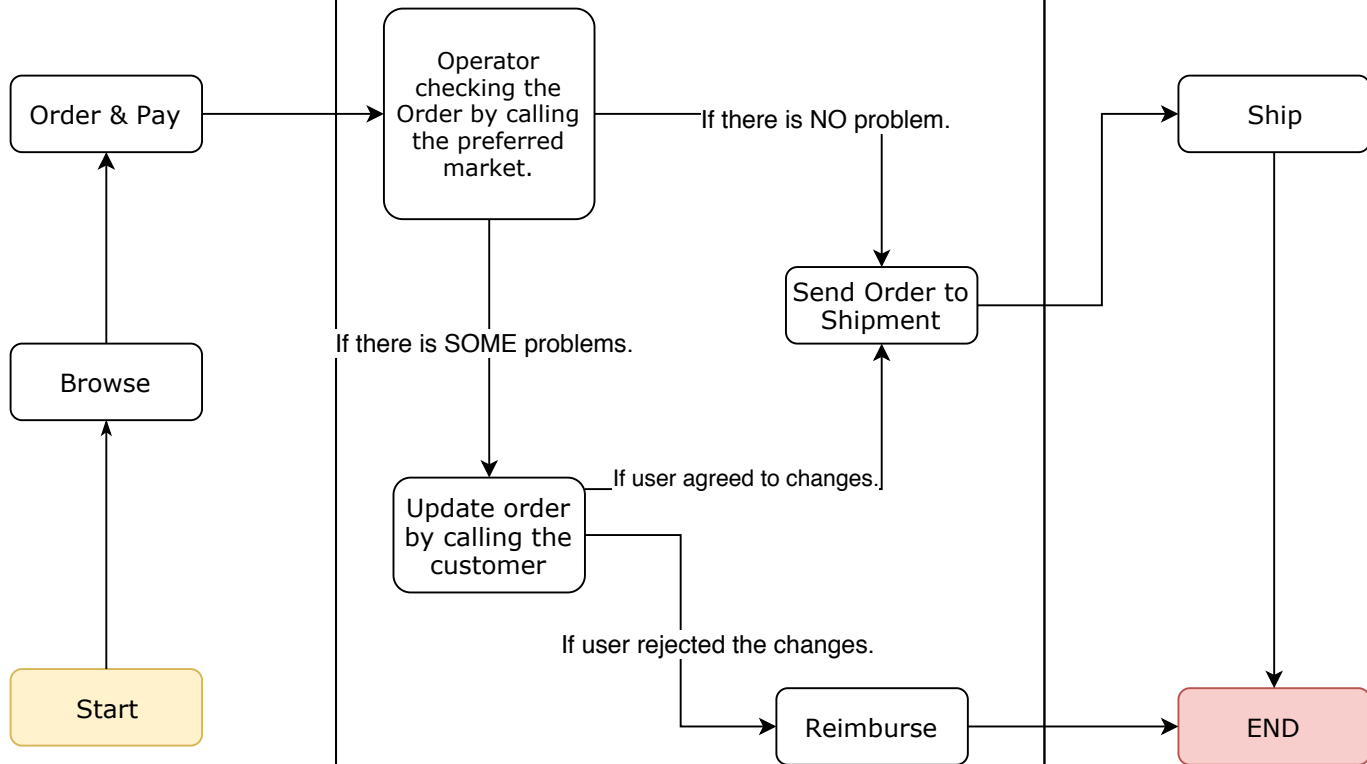 Order & Pay
Operator
checking the
Order by calling
the preferred
market.
If there is NO problem.
Ship
Send Order to
Shipment
If there is SOME problems.
Browse
Update order
by calling the
customer
If user agreed to changes.
If user rejected the changes.
Start
Reimburse
END